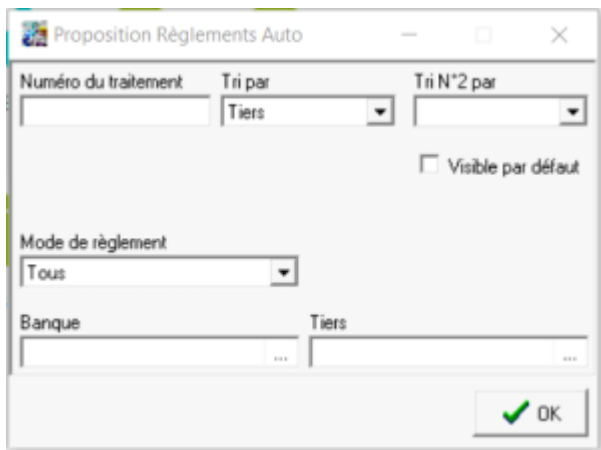 Proposition Règlements Auto
Numéro du traitement Tri par Tri N°2 par
Tiers
Visible par défaut
Mode de règlement
Tous
Banque Tiers
... ...
OK